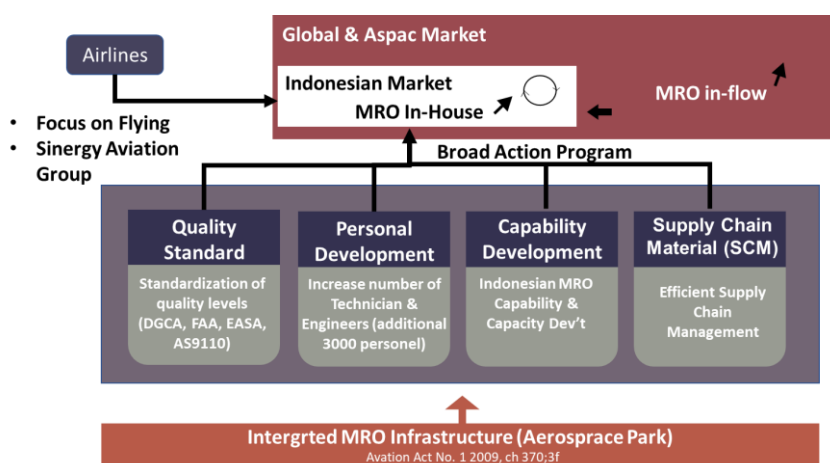 Global & Aspac Market
Airlines
Indonesian Market
MRO In-House
MRO in-flow
• Focus on Flying
• Sinergy Aviation
Group
Broad Action Program
Quality
Standard
Standardization of
quality levels
(DGCA, FAA, EASA,
AS9110)
Personal
Development
Increase number of
Technician &
Engineers (additional
3000 personel)
Capability
Development
Indonesian MRO
Capability &
Capacity Dev't
Supply Chain
Material (SCM)
Efficient Supply
Chain
Management
Intergrted MRO Infrastructure (Aerosprace Park)
Avation Act No. 1 2009, ch 370;3f